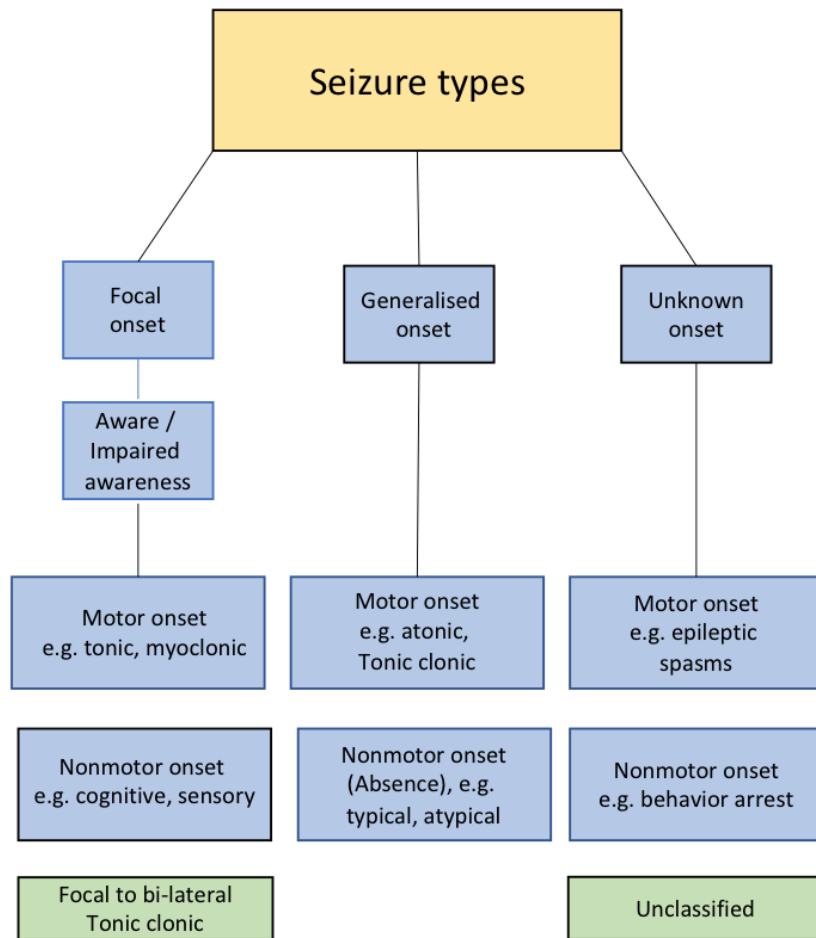 Seizure types
Focal
onset
Generalised
onset
Unknown
onset
Aware /
Impaired
awareness
Motor onset
e.g. tonic, myoclonic
Motor onset
e.g. atonic,
Tonic clonic
Motor onset
e.g. epileptic
spasms
Nonmotor onset
e.g. cognitive, sensory
Nonmotor onset
(Absence), e.g.
typical, atypical
Nonmotor onset
e.g. behavior arrest
Focal to bi-lateral
Tonic clonic
Unclassified